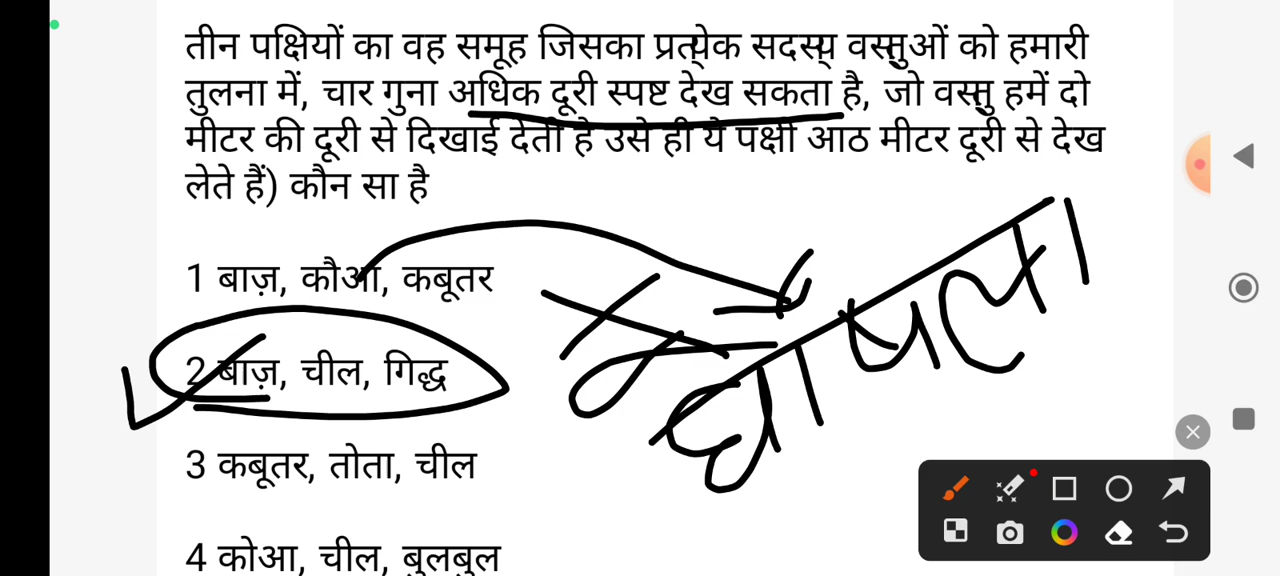 तीन पक्षियों का वह समूह जिसका प्रत्येक सदस्य वस्तुओं को हमारी
तुलना में, चार गुना अधिक दूरी स्पष्ट देख सकता है, जो वस्तु हमें दो
मीटर की दूरी से दिखाई देती है उसे ही ये पक्षी आठ मीटर दूरी से देख
लेते हैं) कौन सा है
1 बाज़, कौआ, कबूतर
2 बाज़, चील, गिद्ध
3 कबूतर, तोता, चील
4 कोआ, चील, बुलबुल